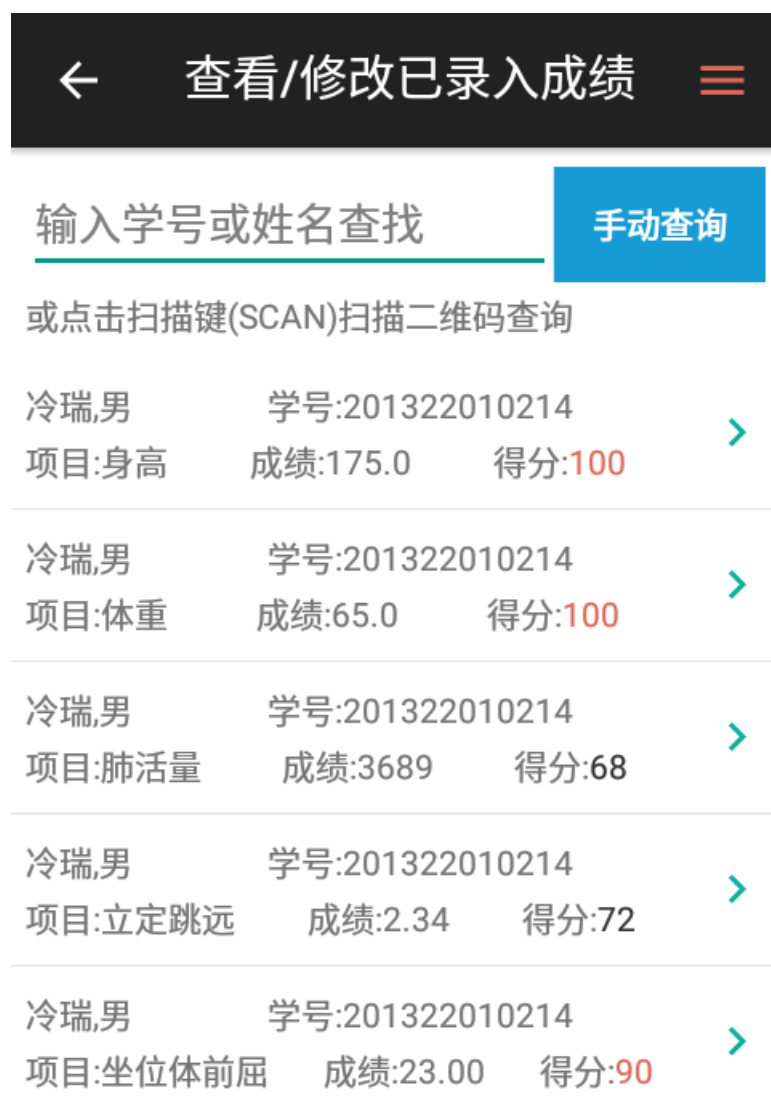 查看/修改已录入成绩
输入学号或姓名查找
手动查询
或点击扫描键(SCAN)扫描二维码查询
冷瑞,男 学号:201322010214
项目:身高 成绩:175.0 得分:100
冷瑞,男 学号:201322010214
项目:体重 成绩:65.0 得分:100
冷瑞,男 学号:201322010214
项目:肺活量 成绩:3689 得分:68
冷瑞,男 学号:201322010214
项目:立定跳远 成绩:2.34 得分:72
冷瑞,男 学号:201322010214
项目:坐位体前屈 成绩:23.00 得分:90